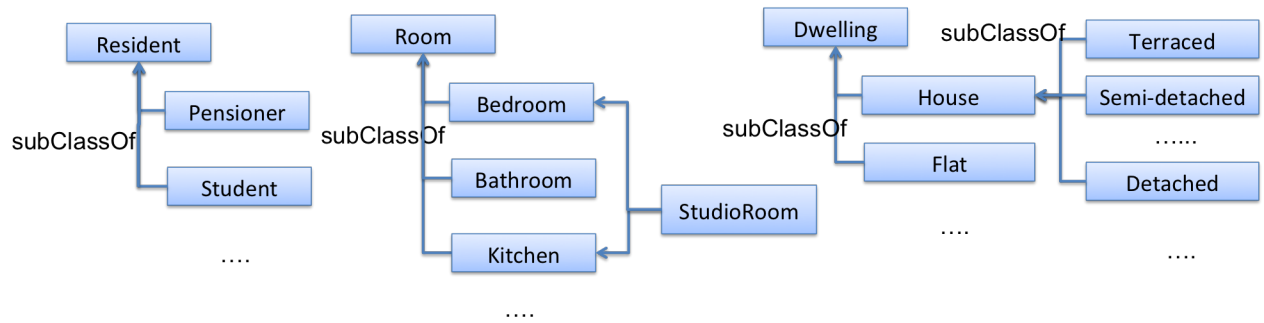 Resident
Pensioner
subClassOf
Student
....
Room
Bedroom
subClassOf
Bathroom
StudioRoom
Kitchen
....
Dwelling
subClassOf
Terraced
House
Semi-detached
subClassOf
......
Flat
Detached
....
....